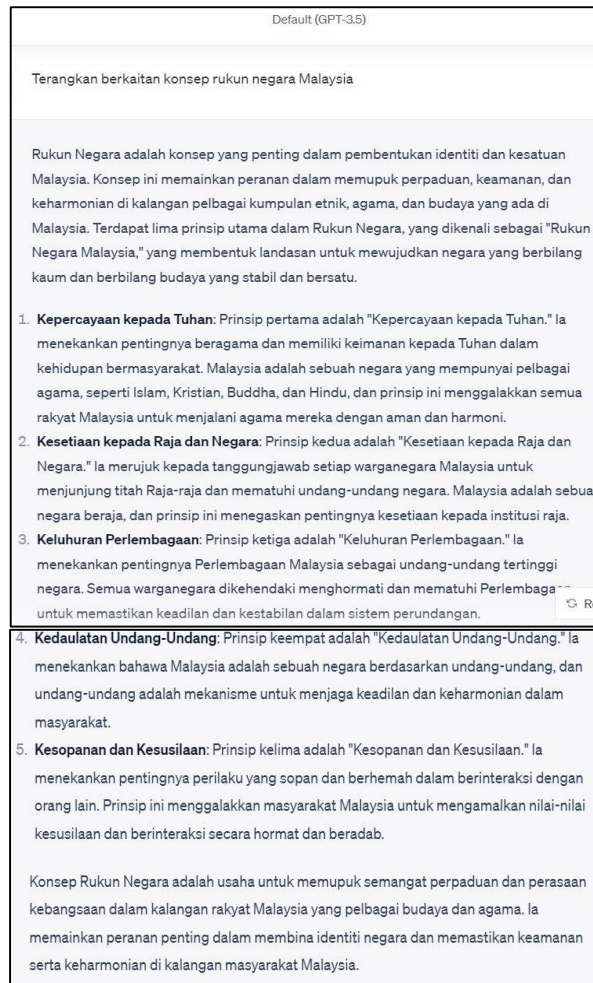 Default (GPT-3.5)
Terangkan berkaitan konsep rukun negara Malaysia
Rukun Negara adalah konsep yang penting dalam pembentukan identiti dan kesatuan
Malaysia. Konsep ini memainkan peranan dalam memupuk perpaduan, keamanan, dan
keharmonian di kalangan pelbagai kumpulan etnik, agama, dan budaya yang ada di
Malaysia. Terdapat lima prinsip utama dalam Rukun Negara, yang dikenali sebagai "Rukun
Negara Malaysia," yang membentuk landasan untuk mewujudkan negara yang berbilang
kaum dan berbilang budaya yang stabil dan bersatu.
1. Kepercayaan kepada Tuhan: Prinsip pertama adalah "Kepercayaan kepada Tuhan." Ia
menekankan pentingnya beragama dan memiliki keimanan kepada Tuhan dalam
kehidupan bermasyarakat. Malaysia adalah sebuah negara yang mempunyai pelbagai
agama, seperti Islam, Kristian, Buddha, dan Hindu, dan prinsip ini menggalakkan semua
rakyat Malaysia untuk menjalani agama mereka dengan aman dan harmoni.
2. Kesetiaan kepada Raja dan Negara: Prinsip kedua adalah "Kesetiaan kepada Raja dan
Negara." Ia merujuk kepada tanggungjawab setiap warganegara Malaysia untuk
menjunjung titah Raja-raja dan mematuhi undang-undang negara. Malaysia adalah sebua
negara beraja, dan prinsip ini menegaskan pentingnya kesetiaan kepada institusi raja.
3. Keluhuran Perlembagaan: Prinsip ketiga adalah "Keluhuran Perlembagaan." Ia
menekankan pentingnya Perlembagaan Malaysia sebagai undang-undang tertinggi
negara. Semua warganegara dikehendaki menghormati dan mematuhi
untuk memastikan keadilan dan kestabilan dalam sistem perundangan.
4. Kedaulatan Undang-Undang: Prinsip keempat adalah "Kedaulatan Undang-Undang." Ia
menekankan bahawa Malaysia adalah sebuah negara berdasarkan undang-undang, dan
undang-undang adalah mekanisme untuk menjaga keadilan dan keharmonian dalam
masyarakat.
5. Kesopanan dan Kesusilaan: Prinsip kelima adalah "Kesopanan dan Kesusilaan." Ia
menekankan pentingnya perilaku yang sopan dan berhemah dalam berinteraksi dengan
orang lain. Prinsip ini menggalakkan masyarakat Malaysia untuk mengamalkan nilai-nilai
kesusilaan dan berinteraksi secara hormat dan beradab.
Konsep Rukun Negara adalah usaha untuk memupuk semangat perpaduan dan perasaan
kebangsaan dalam kalangan rakyat Malaysia yang pelbagai budaya dan agama. Ia
memainkan peranan penting dalam membina identiti negara dan memastikan keamanan
serta keharmonian di kalangan masyarakat Malaysia.